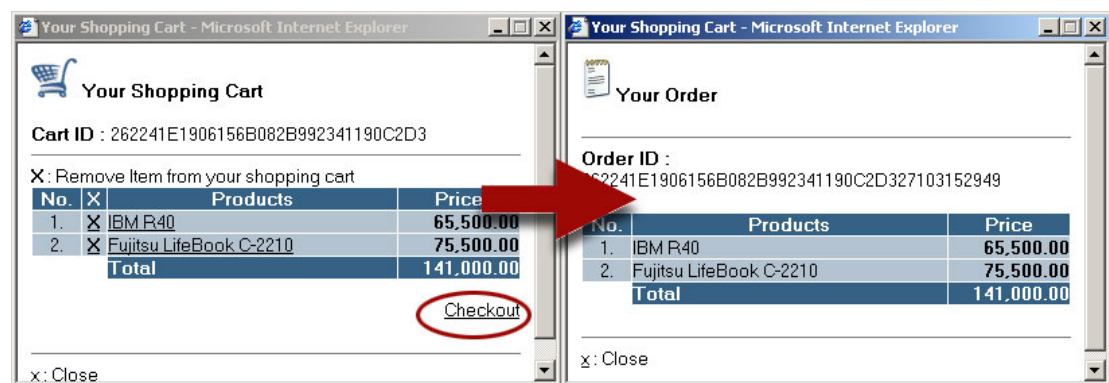 Your Shopping Cart - Microsoft Internet Explorer
Your Shopping Cart
Cart ID : 262241E1906156B082B992341190C2D3
X : Remove Item from your shopping cart
No. X Products Price
1. X IBM R40 65,500.00
2. X Fujitsu LifeBook C-2210 75,500.00
Total 141,000.00
Checkout
x : Close
Your Shopping Cart - Microsoft Internet Explorer
Your Order
Order ID :
262241E1906156B082B992341190C2D327103152949
No. Products Price
1. IBM R40 65,500.00
2. Fujitsu LifeBook C-2210 75,500.00
Total 141,000.00
x : Close